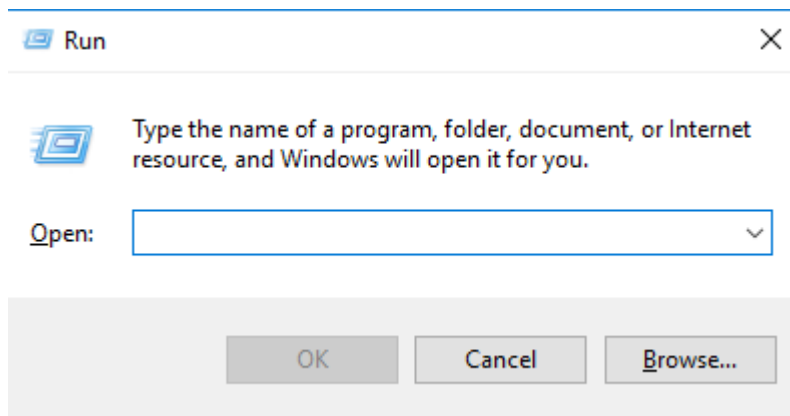 Run
Type the name of a program, folder, document, or Internet
resource, and Windows will open it for you.
Open:
OK Cancel Browse...